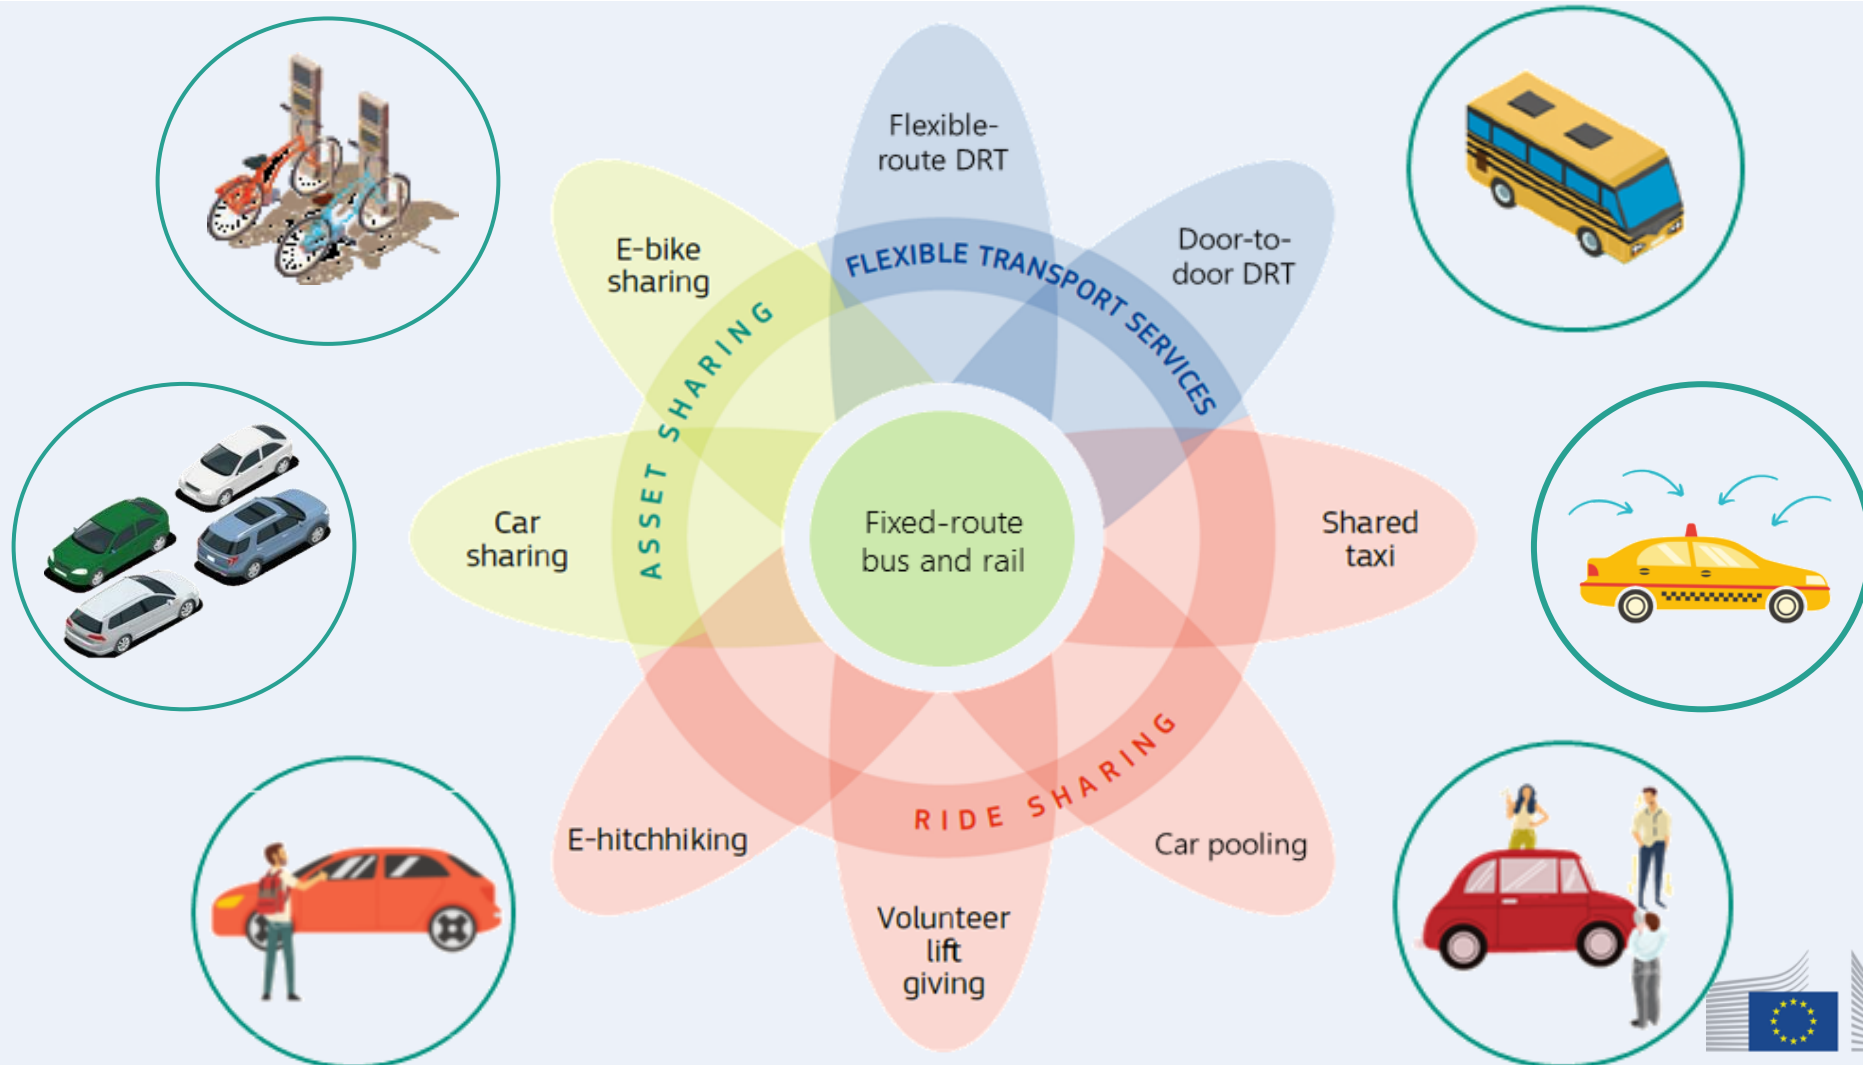 Flexible-
route DRT
Door-to-
door DRT
E-bike
sharing
FLEXIBLE TRANSPORT SERVICES
ASSET SHARING
Car
sharing
Fixed-route
bus and rail
Shared
taxi
RIDE SHARING
E-hitchhiking
Car pooling
Volunteer
lift
giving